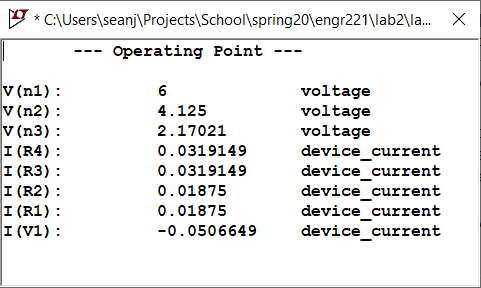 * C:\Users\seanj\Projects\School\spring20\engr221\lab2\la...
--- Operating Point ---
V(n1): 6 voltage
V(n2): 4.125 voltage
V(n3): 2.17021 voltage
I(R4): 0.0319149 device_current
I(R3): 0.0319149 device_current
I(R2): 0.01875 device_current
I(R1): 0.01875 device_current
I(V1): -0.0506649 device_current